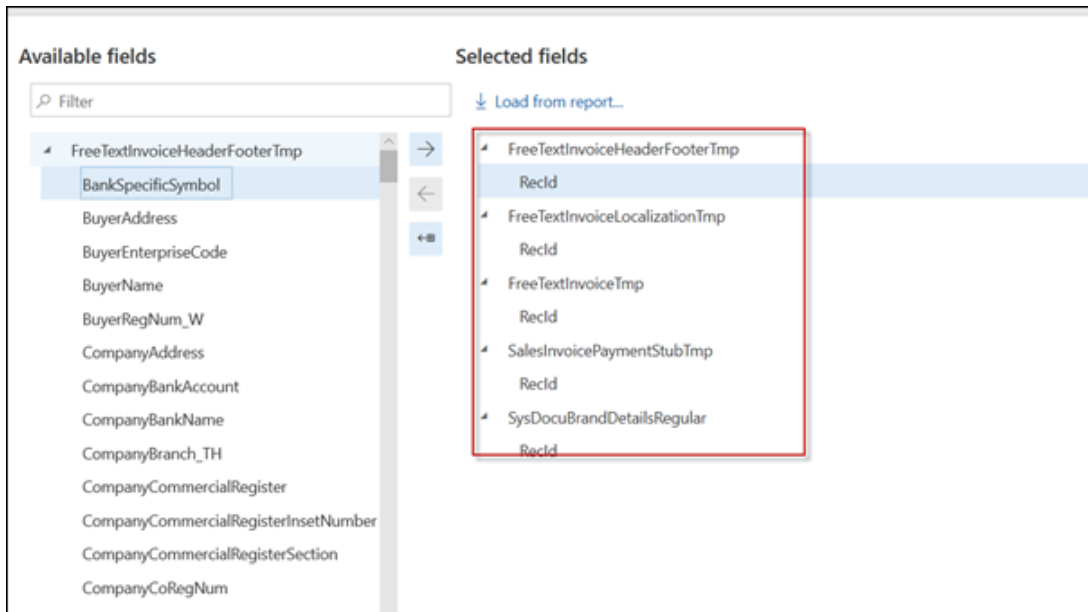 Available fields
Filter
FreeTextInvoiceHeaderFooterTmp
BankSpecificSymbol
BuyerAddress
BuyerEnterpriseCode
BuyerName
BuyerRegNum_W
CompanyAddress
CompanyBankAccount
CompanyBankName
CompanyBranch_TH
CompanyCommercialRegister
CompanyCommercialRegisterInsetNumber
CompanyCommercialRegisterSection
CompanyCoRegNum
Selected fields
Load from report...
FreeTextInvoiceHeaderFooterTmp
RecId
FreeTextInvoiceLocalizationTmp
RecId
FreeTextInvoiceTmp
RecId
SalesInvoicePaymentStubTmp
RecId
SysDocuBrandDetailsRegular
RecId